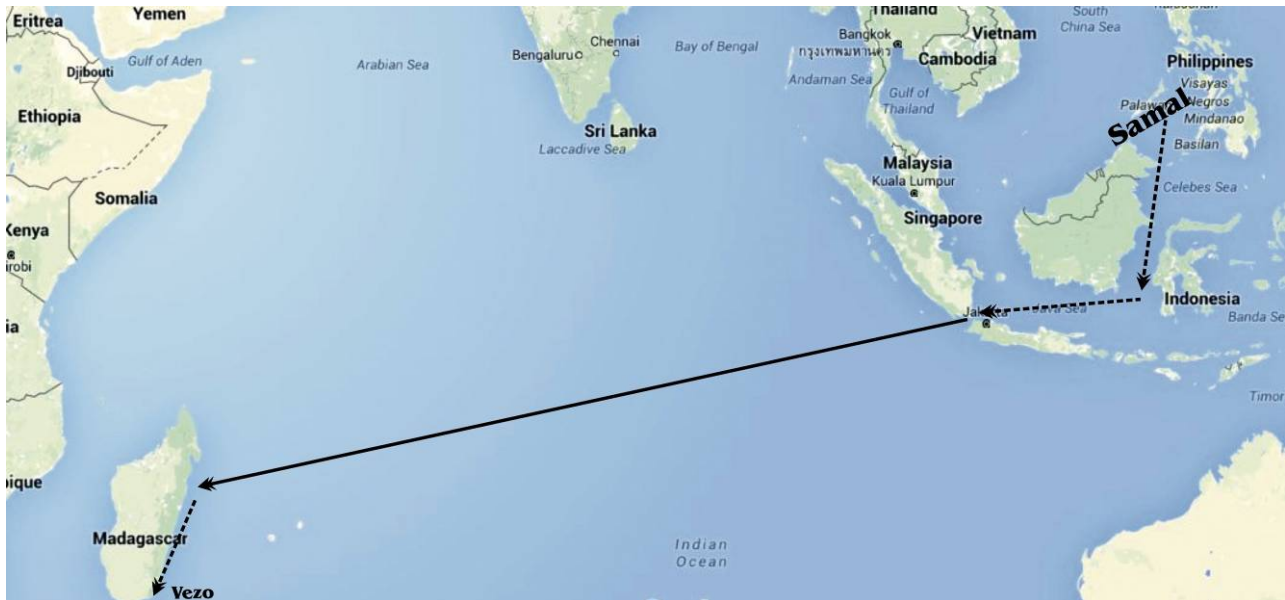 Eritrea
Yemen
Djibouti
Gulf of Aden
Ethiopia
Somalia
Kenya
Arabian Sea
Bengaluru
Chennai
Bay of Bengal
Sri Lanka
Laccadive Sea
Thailand
Bangkok
กรุงเทพมหานคร
Vietnam
Cambodia
Andaman Sea
Gulf of
Thailand
South
China Sea
Philippines
Visayas
Negros
Mindanao
Basilan
Samal
Malaysia
Kuala Lumpur
Singapore
Celebes Sea
Indonesia
Java Sea
Banda Se
Timor
Madagascar
Vezo
Indian
Ocean
ia
irobi
ique